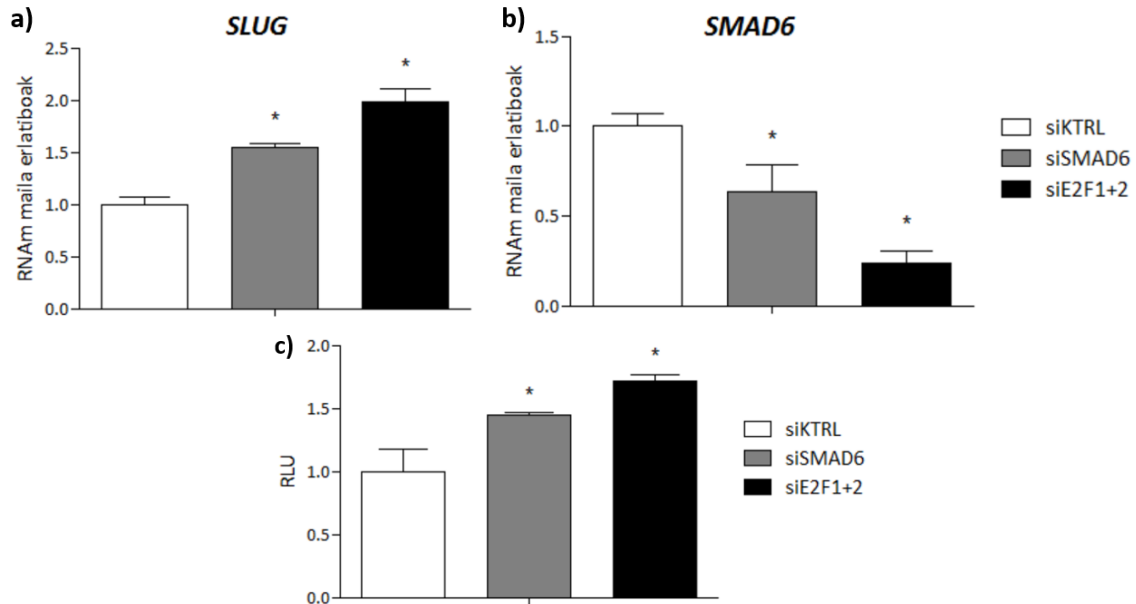 a)
SLUG
RNAm maila erlatiboak
2.5
2.0
1.5
1.0
0.5
0.0
*
*
b)
SMAD6
RNAm maila erlatiboak
1.5
1.0
0.5
0.0
*
*
siKTRL
siSMAD6
siE2F1+2
c)
RLU
2.0
1.5
1.0
0.5
0.0
*
*
siKTRL
siSMAD6
siE2F1+2